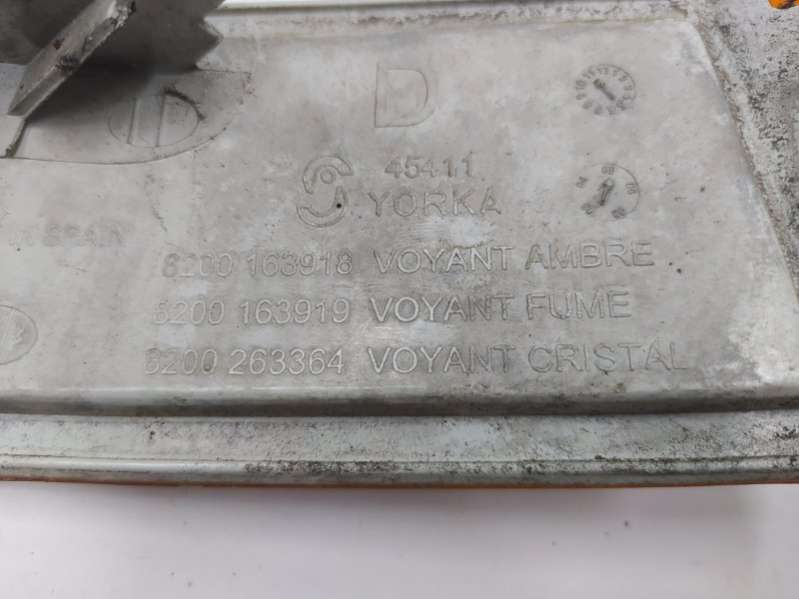 D
45411
YORKA
8200 163918 VOYANT AMBRE
8200 163919 VOYANT FUME
8200 263364 VOYANT CRISTAL